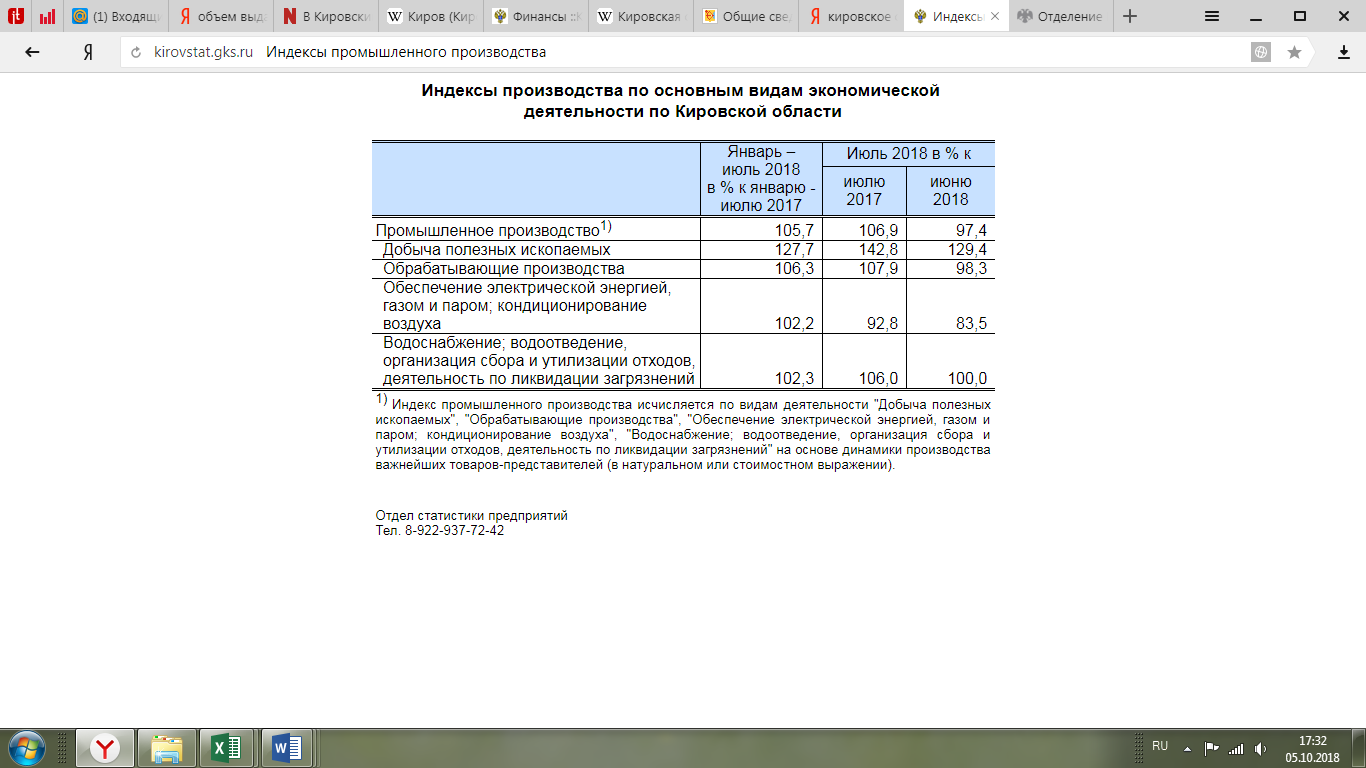 (1) Входящи
объем выда
В Кировски
Киров (Кир
Финансы ::К
Кировская
Общие све
кировское
Индексы
Отделение
kirovstat.gks.ru Индексы промышленного производства
Индексы производства по основным видам экономической
деятельности по Кировской области
Январь –
июль 2018
в % к январю -
июлю 2017
Июль 2018 в % к
июлю
2017
июню
2018
Промышленное производство1) 105,7 106,9 97,4
Добыча полезных ископаемых 127,7 142,8 129,4
Обрабатывающие производства 106,3 107,9 98,3
Обеспечение электрической энергией,
газом и паром; кондиционирование
воздуха 102,2 92,8 83,5
Водоснабжение; водоотведение,
организация сбора и утилизации отходов,
деятельность по ликвидации загрязнений 102,3 106,0 100,0
1) Индекс промышленного производства исчисляется по видам деятельности "Добыча полезных
ископаемых", "Обрабатывающие производства", "Обеспечение электрической энергией, газом и
паром; кондиционирование воздуха", "Водоснабжение; водоотведение, организация сбора и
утилизации отходов, деятельность по ликвидации загрязнений" на основе динамики производства
важнейших товаров-представителей (в натуральном или стоимостном выражении).
Отдел статистики предприятий
Тел. 8-922-937-72-42
RU
17:32
05.10.2018